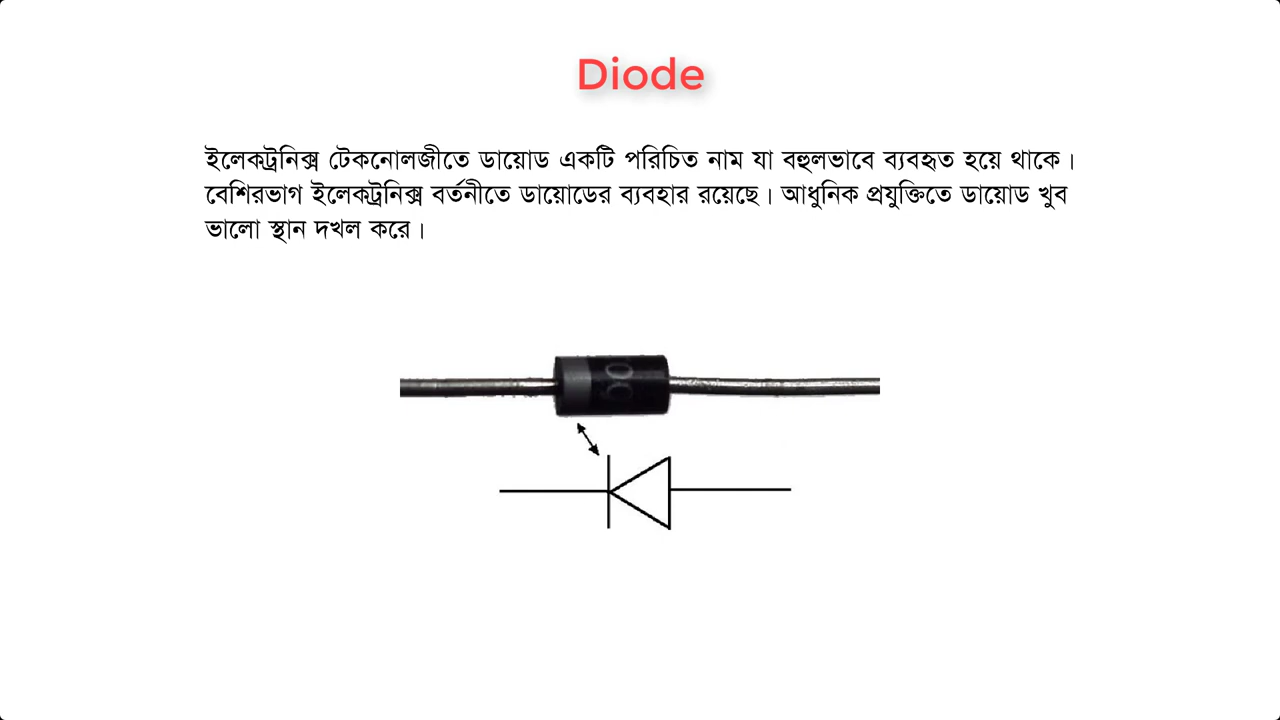 Diode
ইলেকট্রনিক্স টেকনোলজীতে ডায়োড একটি পরিচিত নাম যা বহুলভাবে ব্যবহৃত হয়ে থাকে।
বেশিরভাগ ইলেকট্রনিক্স বর্তনীতে ডায়োডের ব্যবহার রয়েছে। আধুনিক প্রযুক্তিতে ডায়োড খুব
ভালো স্থান দখল করে।